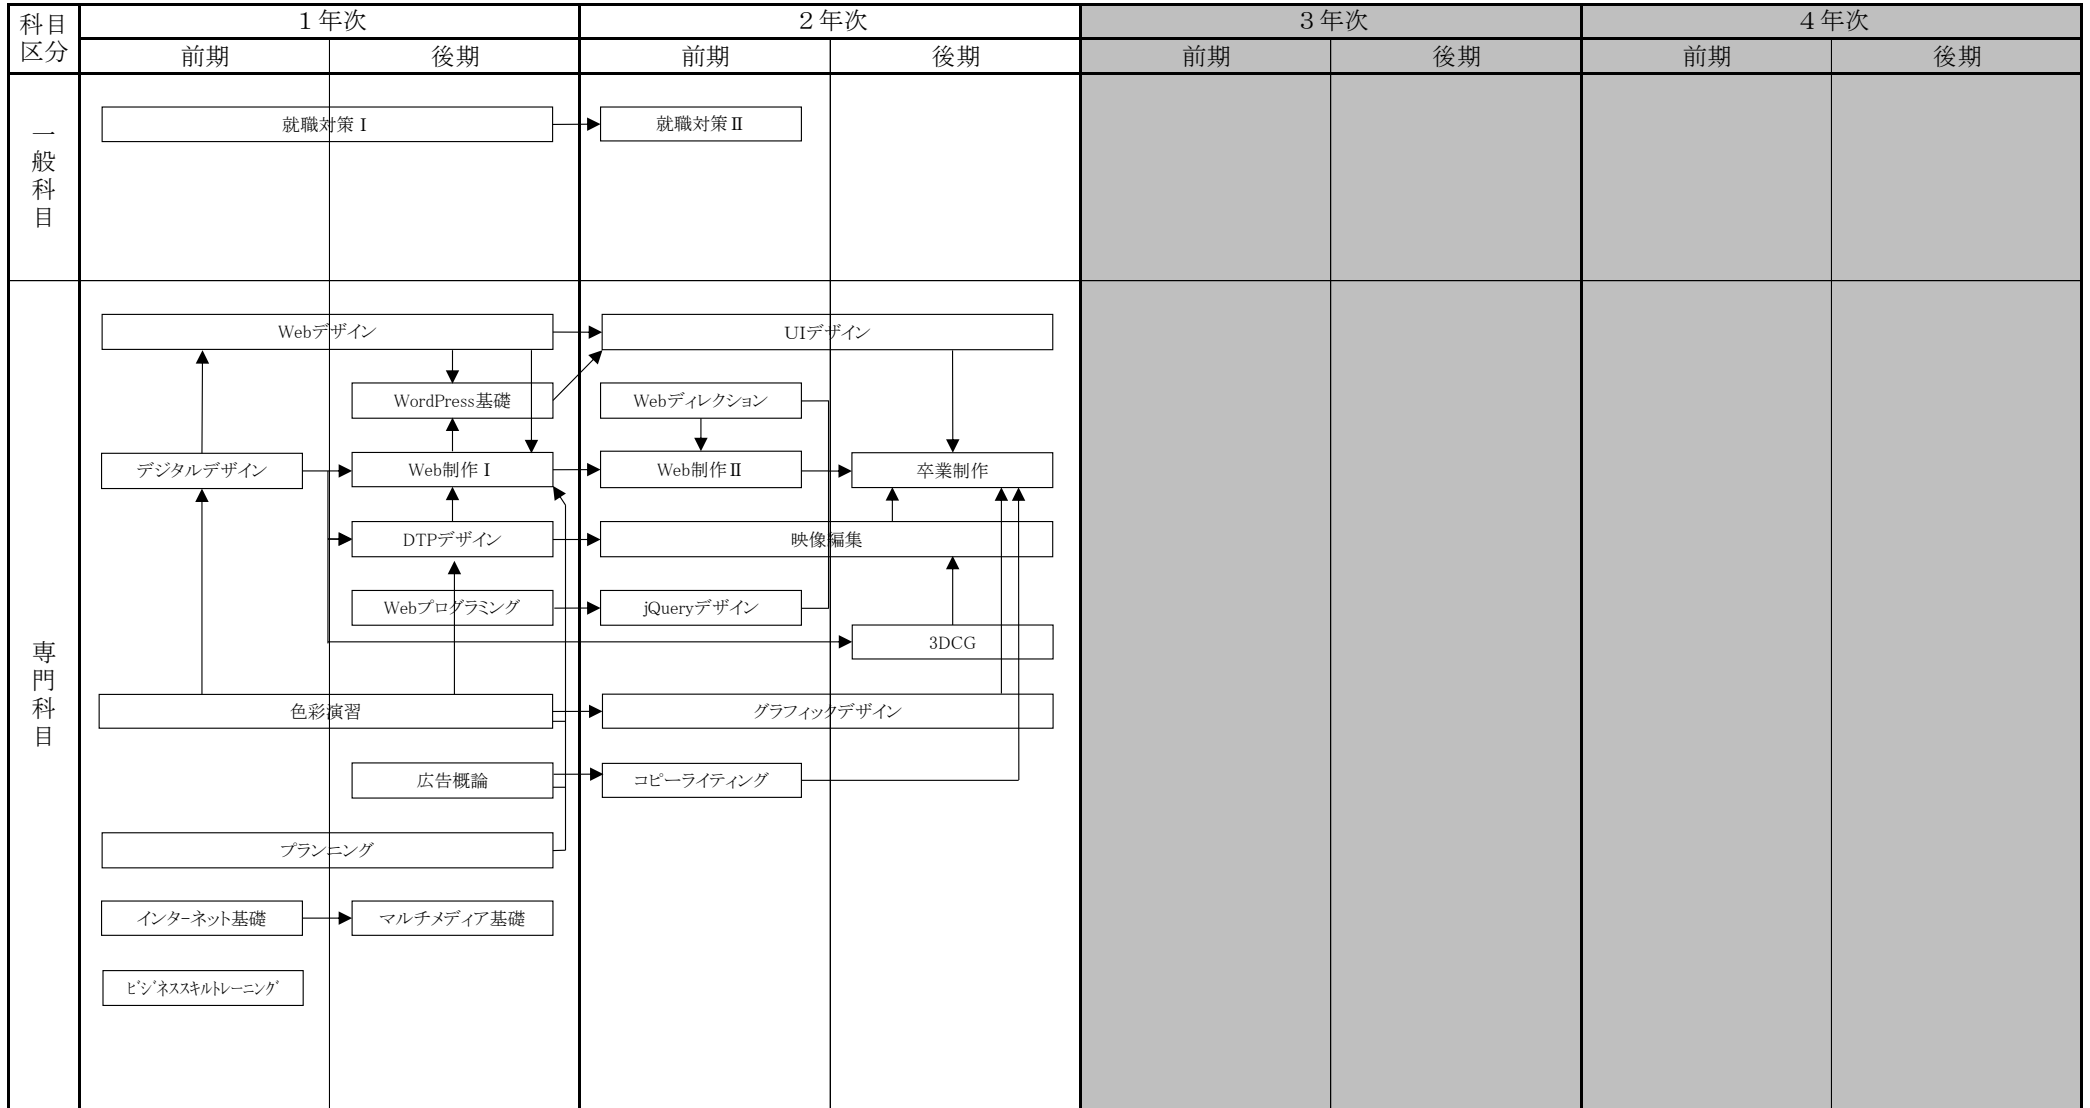 科目
区分
１年次
２年次
３年次
４年次
前期
後期
前期
後期
前期
後期
前期
後期
一般科目
就職対策Ⅰ
就職対策Ⅱ
専門科目
Webデザイン
UIデザイン
WordPress基礎
Webディレクション
デジタルデザイン
Web制作Ⅰ
Web制作Ⅱ
卒業制作
DTPデザイン
映像編集
Webプログラミング
jQueryデザイン
3DCG
色彩演習
グラフィックデザイン
広告概論
コピーライティング
プランニング
インターネット基礎
マルチメディア基礎
ﾋﾞｼﾞﾈｽｽｷﾙﾄﾚｰﾆﾝｸﾞ